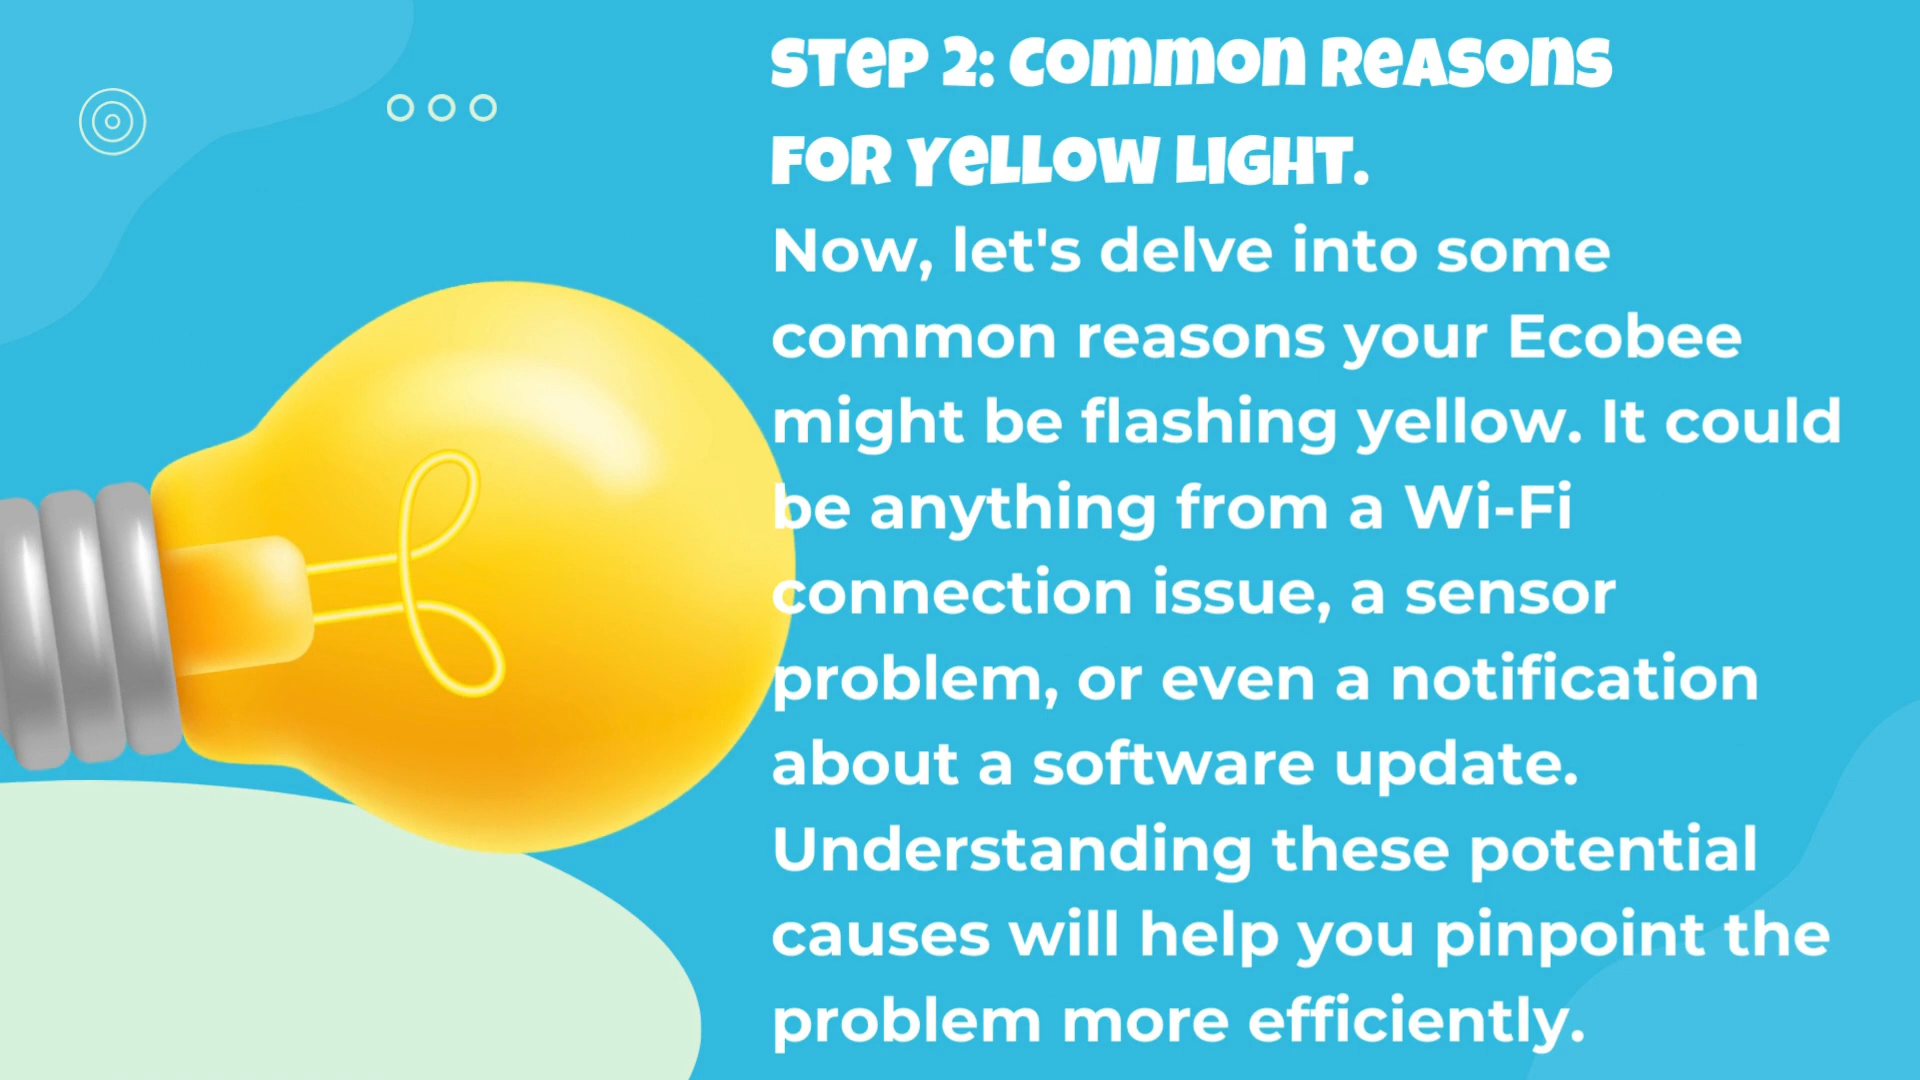 Step 2: Common Reasons
for Yellow Light.
Now, let's delve into some
common reasons your Ecobee
might be flashing yellow. It could
be anything from a Wi-Fi
connection issue, a sensor
problem, or even a notification
about a software update.
Understanding these potential
causes will help you pinpoint the
problem more efficiently.